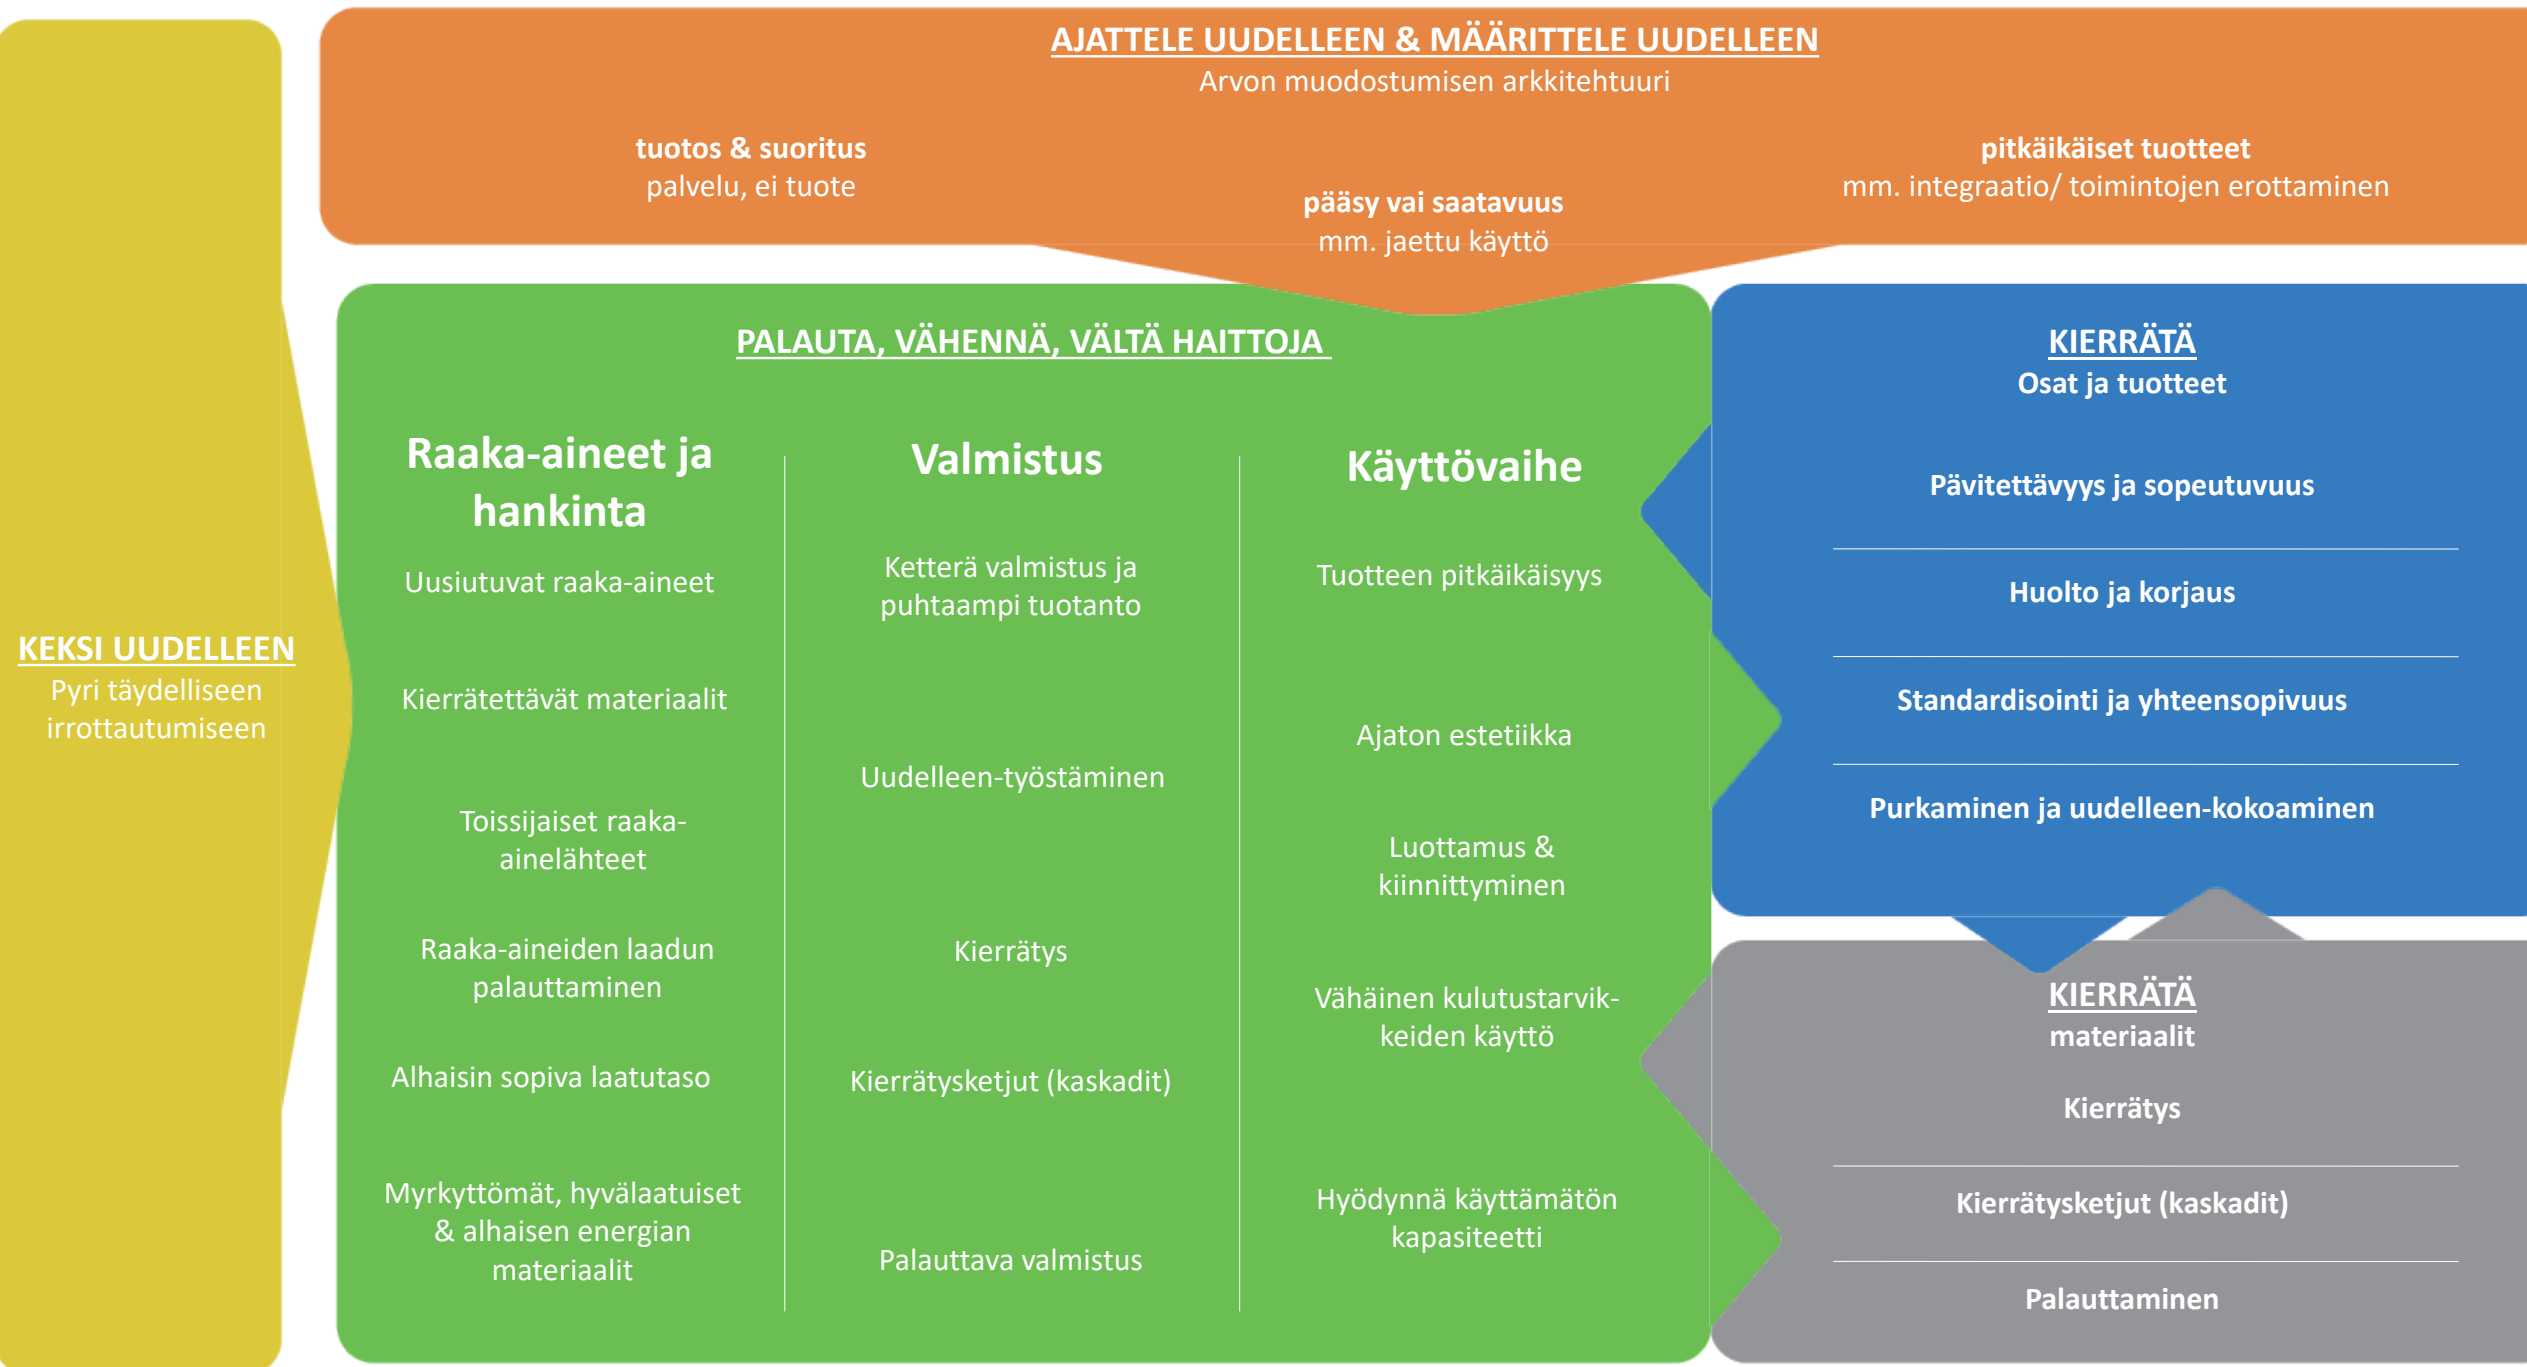 AJATTELE UUDELLEEN & MÄÄRITTELE UUDELLEEN
Arvon muodostumisen arkkitehtuuri
tuotos & suoritus
palvelu, ei tuote
pääsy vai saatavuus
mm. jaettu käyttö
pitkäikäiset tuotteet
mm. integraatio/ toimintojen erottaminen
KEKSI UUDELLEEN
Pyri täydelliseen
irrottautumiseen
PALAUTA, VÄHENNÄ, VÄLTÄ HAITTOJA
Raaka-aineet ja
hankinta
Uusiutuvat raaka-aineet
Kierrätettävät materiaalit
Toissijaiset raaka-
ainelähteet
Raaka-aineiden laadun
palauttaminen
Alhaisin sopiva laatutaso
Myrkyttömät, hyvälaatuiset
& alhaisen energian
materiaalit
Valmistus
Ketterä valmistus ja
puhtaampi tuotanto
Uudelleen-työstäminen
Kierrätys
Kierrätysketjut (kaskadit)
Palauttava valmistus
Käyttövaihe
Tuotteen pitkäikäisyys
Ajaton estetiikka
Luottamus &
kiinnittyminen
Vähäinen kulutustarvik-
keiden käyttö
Hyödynnä käyttämätön
kapasiteetti
KIERRÄTÄ
Osat ja tuotteet
Pävitettävyys ja sopeutuvuus
Huolto ja korjaus
Standardisointi ja yhteensopivuus
Purkaminen ja uudelleen-kokoaminen
KIERRÄTÄ
materiaalit
Kierrätys
Kierrätysketjut (kaskadit)
Palauttaminen